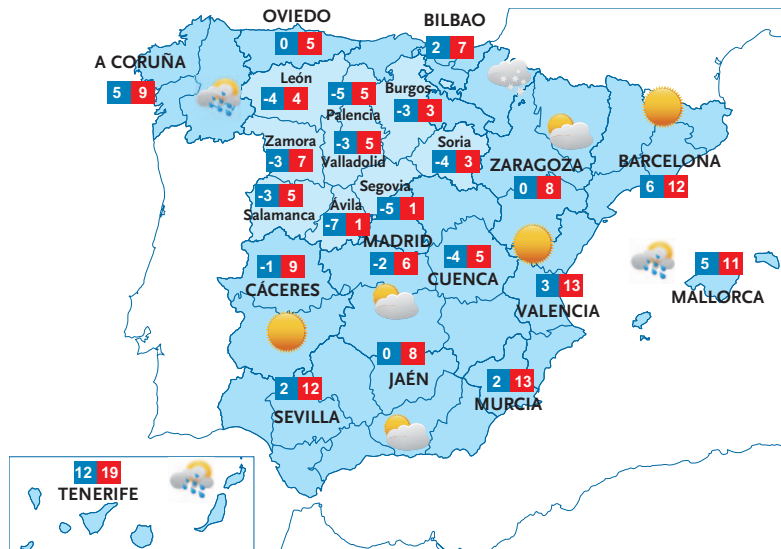 OVIEDO
0 5
BILBAO
2 7
A CORUÑA
5 9
León
-4 4
-5 5
Palencia
Burgos
-3 3
Zamora
-3 7
-3 5
Valladolid
Soria
-4 3
ZARAGOZA
0 8
BARCELONA
6 12
-3 5
Salamanca
Ávila
-7 1
Segovia
-5 1
MADRID
-2 6
-4 5
CUENCA
-1 9
CÁCERES
3 13
VALENCIA
5 11
MALLORCA
0 8
JAÉN
2 12
SEVILLA
2 13
MURCIA
12 19
TENERIFE